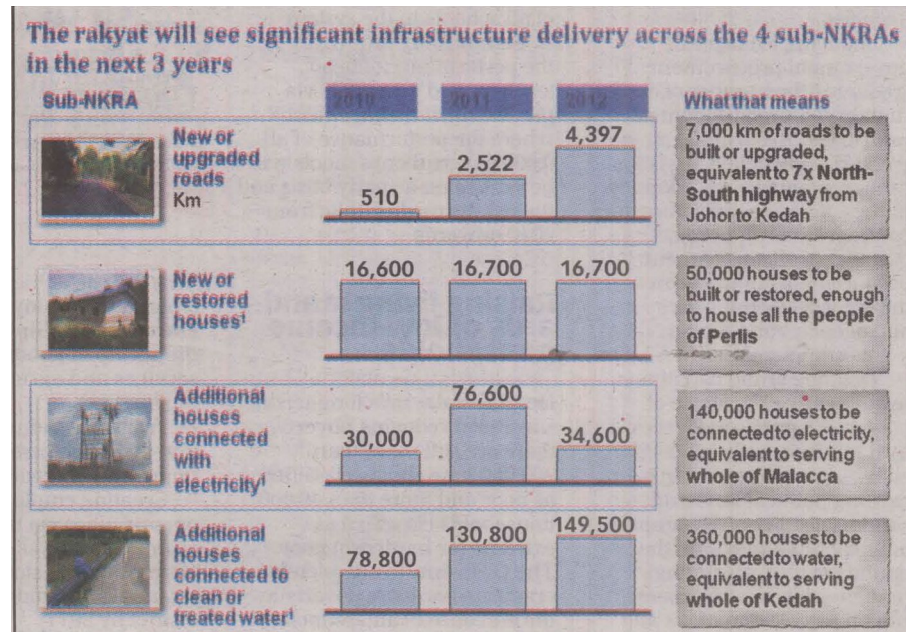 The rakyat will see significant infrastructure delivery across the 4 sub-NKRAs
in the next 3 years
Sub-NKRA
2010
2011
2012
What that means
New or
upgraded
roads
Km
510
2,522
4,397
7,000 km of roads to be
built or upgraded,
equivalent to 7x North-
South highway from
Johor to Kedah
New or
restored
houses¹
16,600
16,700
16,700
50,000 houses to be
built or restored, enough
to house all the people
of Perlis
Additional
houses
connected
with
electricity¹
30,000
76,600
34,600
140,000 houses to be
connected to electricity,
equivalent to serving
whole of Malacca
Additional
houses
connected to
clean or
treated water¹
78,800
130,800
149,500
360,000 houses to be
connected to water,
equivalent to serving
whole of Kedah